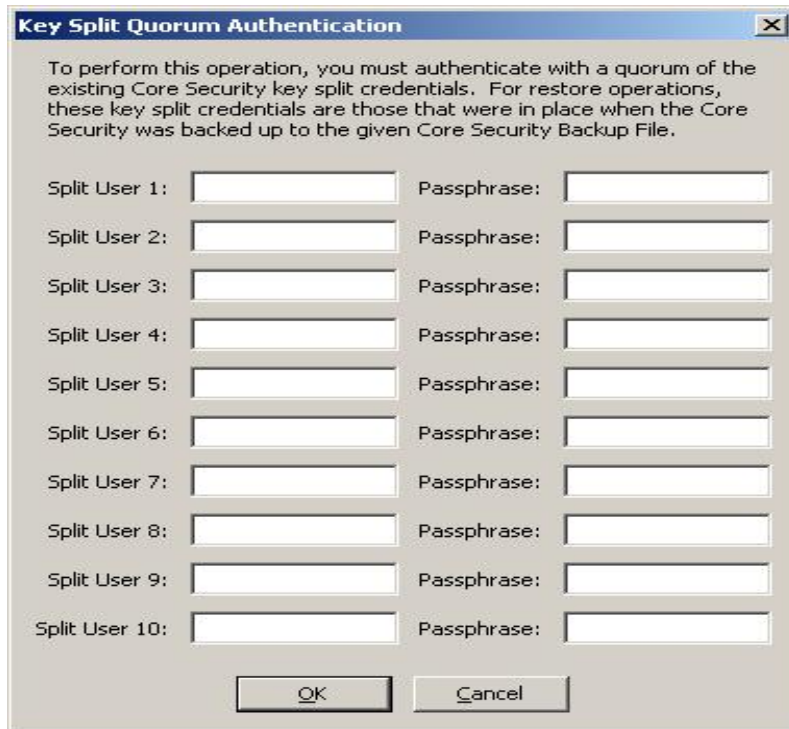 Key Split Quorum Authentication
To perform this operation, you must authenticate with a quorum of the
existing Core Security key split credentials.  For restore operations,
these key split credentials are those that were in place when the Core
Security was backed up to the given Core Security Backup File.
Split User 1: Passphrase:
Split User 2: Passphrase:
Split User 3: Passphrase:
Split User 4: Passphrase:
Split User 5: Passphrase:
Split User 6: Passphrase:
Split User 7: Passphrase:
Split User 8: Passphrase:
Split User 9: Passphrase:
Split User 10: Passphrase:
OK Cancel